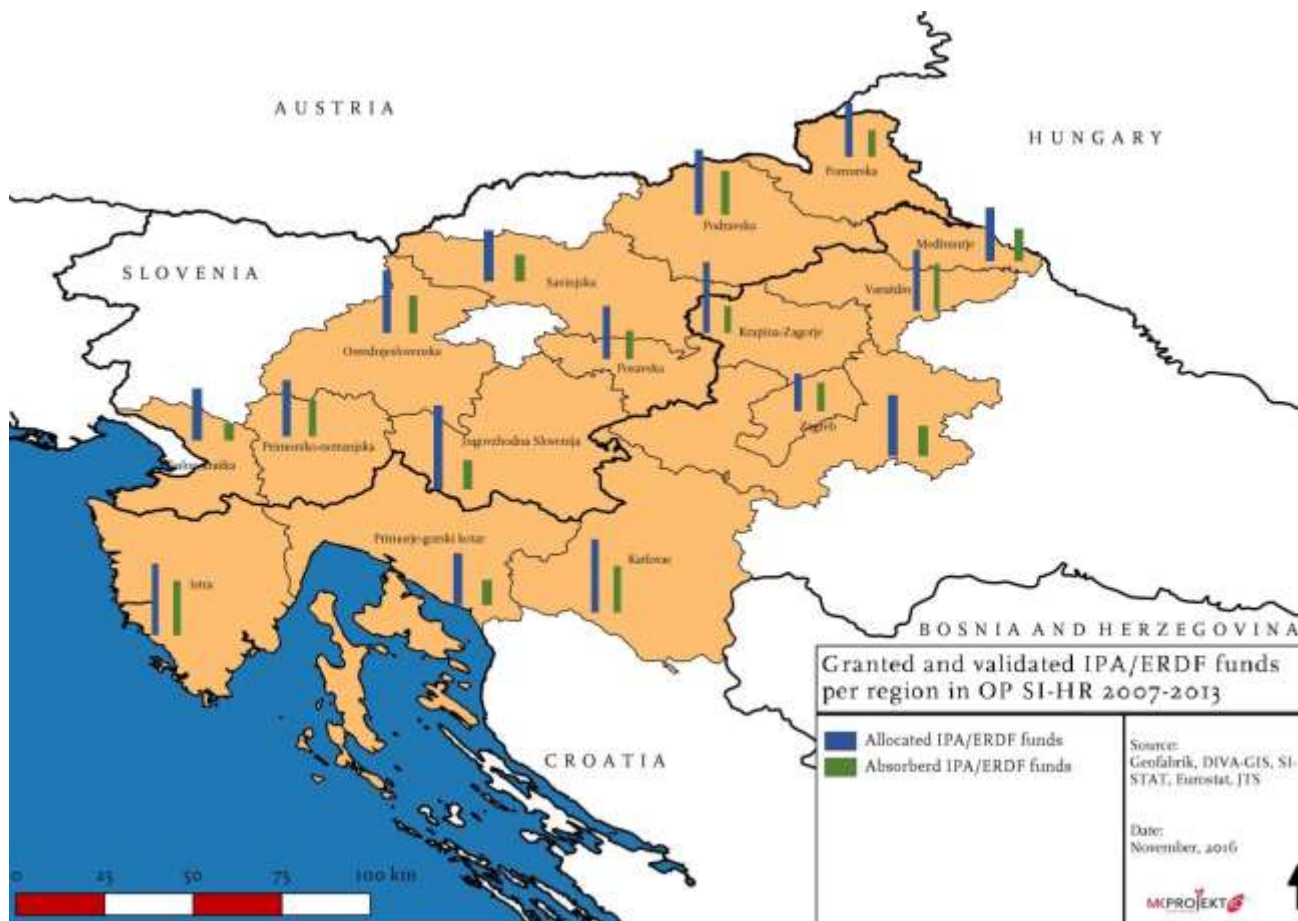 AUSTRIA
HUNGARY
SLOVENIA
Pomurska
Podravska
Međimurje
Savinjska
Varaždin
Osrednjeslovenska
Krapina-Zagorje
Posavska
Zagreb
Primorsko-notranjska
Jugovzhodna Slovenija
Primorje-gorski kotar
Karlovac
Istra
BOSNIA AND HERZEGOVINA
CROATIA
Granted and validated IPA/ERDF funds
per region in OP SI-HR 2007-2013
Allocated IPA/ERDF funds
Absorberd IPA/ERDF funds
Source:
Geofabrik, DIVA-GIS, SI-
STAT, Eurostat, JTS
Date:
November, 2016
0 25 50 75 100 km
MKPROJEKT